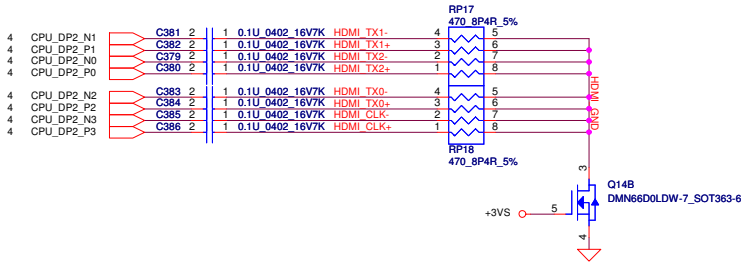 RP17
470_8P4R_5%
4 CPU_DP2_N1 C381 2 1 0.1U_0402_16V7K HDMI_TX1- 4 5
4 CPU_DP2_P1 C382 2 1 0.1U_0402_16V7K HDMI_TX1+ 3 6
4 CPU_DP2_N0 C379 2 1 0.1U_0402_16V7K HDMI_TX2- 2 7
4 CPU_DP2_P0 C380 2 1 0.1U_0402_16V7K HDMI_TX2+ 1 8
4 CPU_DP2_N2 C383 2 1 0.1U_0402_16V7K HDMI_TX0- 4 5
4 CPU_DP2_P2 C384 2 1 0.1U_0402_16V7K HDMI_TX0+ 3 6
4 CPU_DP2_N3 C385 2 1 0.1U_0402_16V7K HDMI_CLK- 2 7
4 CPU_DP2_P3 C386 2 1 0.1U_0402_16V7K HDMI_CLK+ 1 8
HDMI_GND
RP18
470_8P4R_5%
3
Q14B
DMN66D0LDW-7_SOT363-6
+3VS 5
4